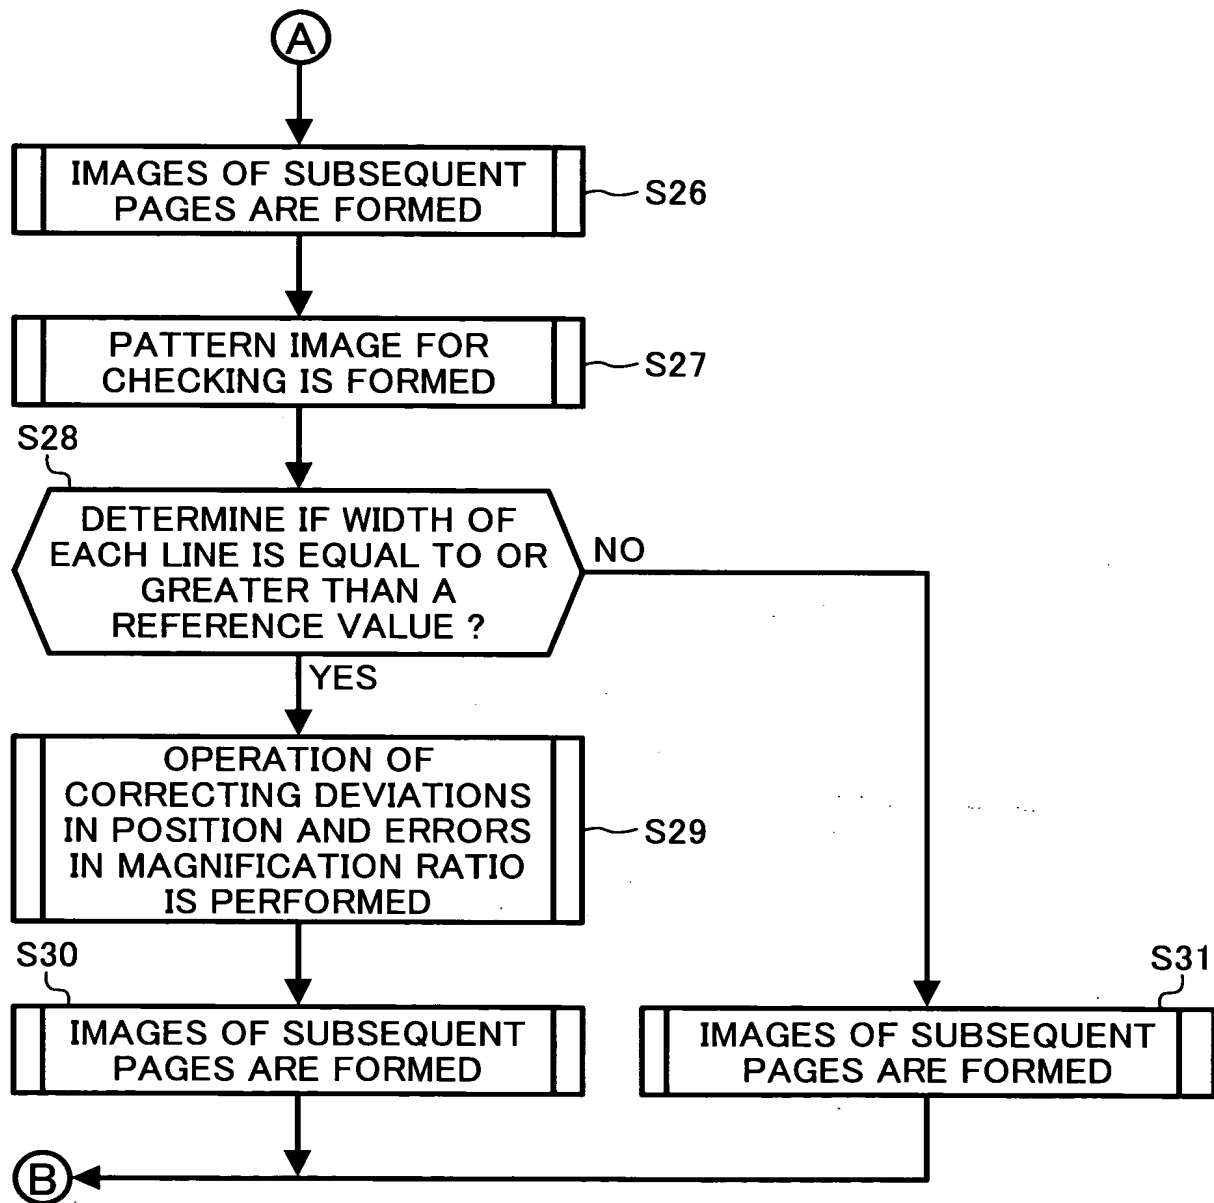 A
IMAGES OF SUBSEQUENT
PAGES ARE FORMED
S26
PATTERN IMAGE FOR
CHECKING IS FORMED
S27
S28
DETERMINE IF WIDTH OF
EACH LINE IS EQUAL TO OR
GREATER THAN A
REFERENCE VALUE ?
NO
YES
OPERATION OF
CORRECTING DEVIATIONS
IN POSITION AND ERRORS
IN MAGNIFICATION RATIO
IS PERFORMED
S29
S30
IMAGES OF SUBSEQUENT
PAGES ARE FORMED
S31
IMAGES OF SUBSEQUENT
PAGES ARE FORMED
B